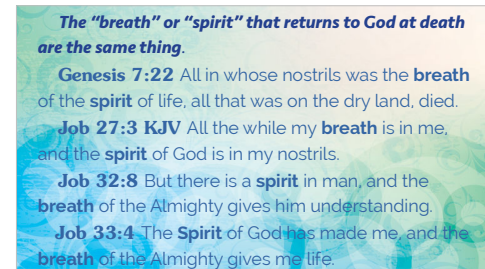 The “breath” or “spirit” that returns to God at death
are the same thing.
Genesis 7:22 All in whose nostrils was the breath
of the spirit of life, all that was on the dry land, died.
Job 27:3 KJV All the while my breath is in me,
and the spirit of God is in my nostrils.
Job 32:8 But there is a spirit in man, and the
breath of the Almighty gives him understanding.
Job 33:4 The Spirit of God has made me, and the
breath of the Almighty gives me life.